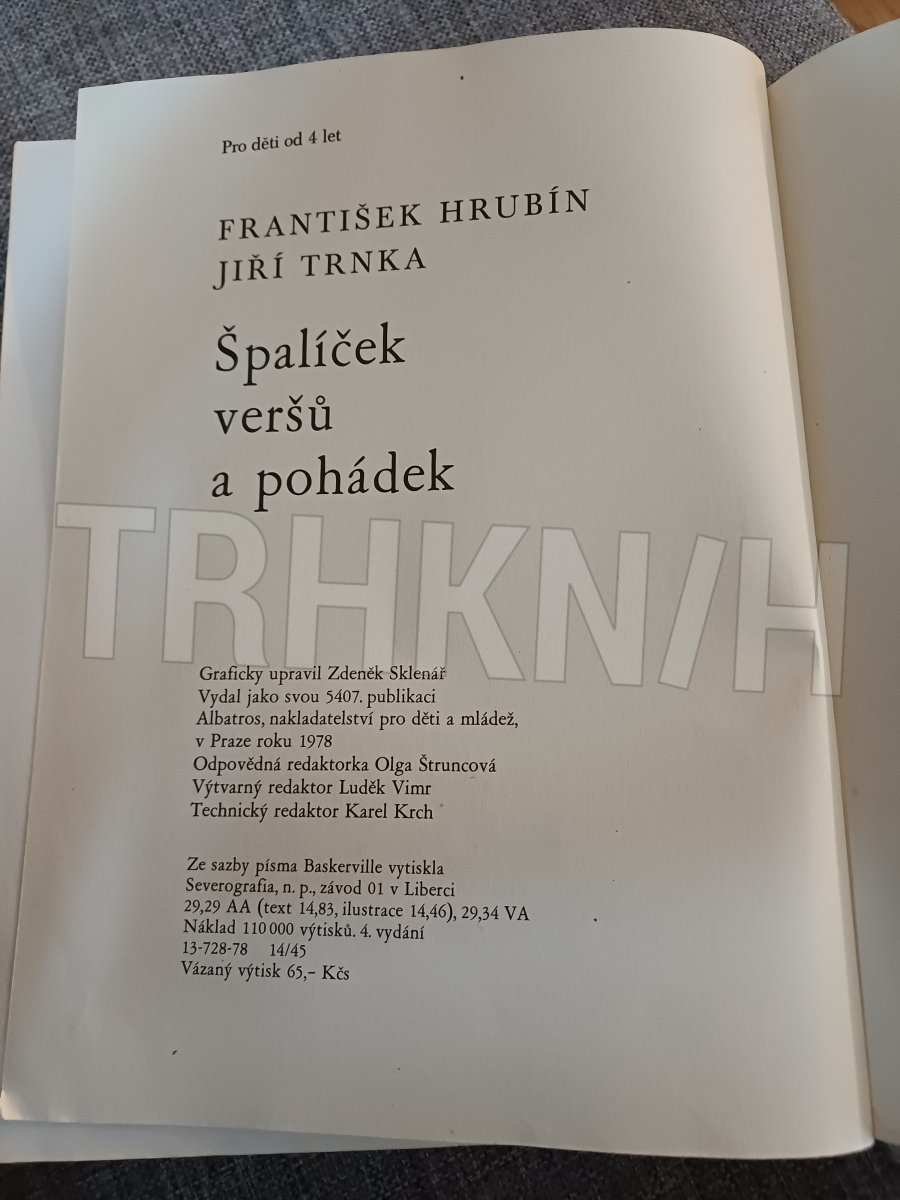 Pro děti od 4 let
FRANTIŠEK HRUBÍN
JIŘÍ TRNKA
Špalíček
veršů
a pohádek
TRHKN/H
Graficky upravil Zdeněk Sklenář
Vydal jako svou 5407. publikaci
Albatros, nakladatelství pro děti a mládež,
v Praze roku 1978
Odpovědná redaktorka Olga Štruncová
Výtvarný redaktor Luděk Vimr
Technický redaktor Karel Krch
Ze sazby písma Baskerville vytiskla
Severografia, n. p., závod 01 v Liberci
29,29 AA (text 14,83, ilustrace 14,46), 29,34 VA
Náklad 110 000 výtisků. 4. vydání
13-728-78 14/45
Vázaný výtisk 65,– Kčs